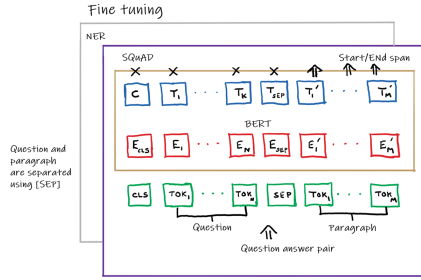 Fine tuning
NER
SQuAD
Start/End span
C T1 ... TK TSEP T1' ... TM'
BERT
ECLS E1 ... EN ESEP E1' ... EM'
Question and
paragraph
are separated
using [SEP]
CLS TOK1 ... TOKN SEP TOK1 ... TOKM
Question
Paragraph
Question answer pair